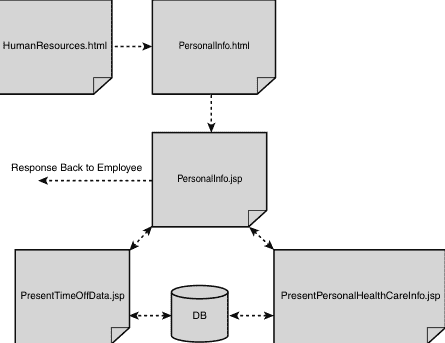 HumanResources.html
PersonalInfo.html
Response Back to Employee
PersonalInfo.jsp
PresentTimeOffData.jsp
DB
PresentPersonalHealthCareInfo.jsp